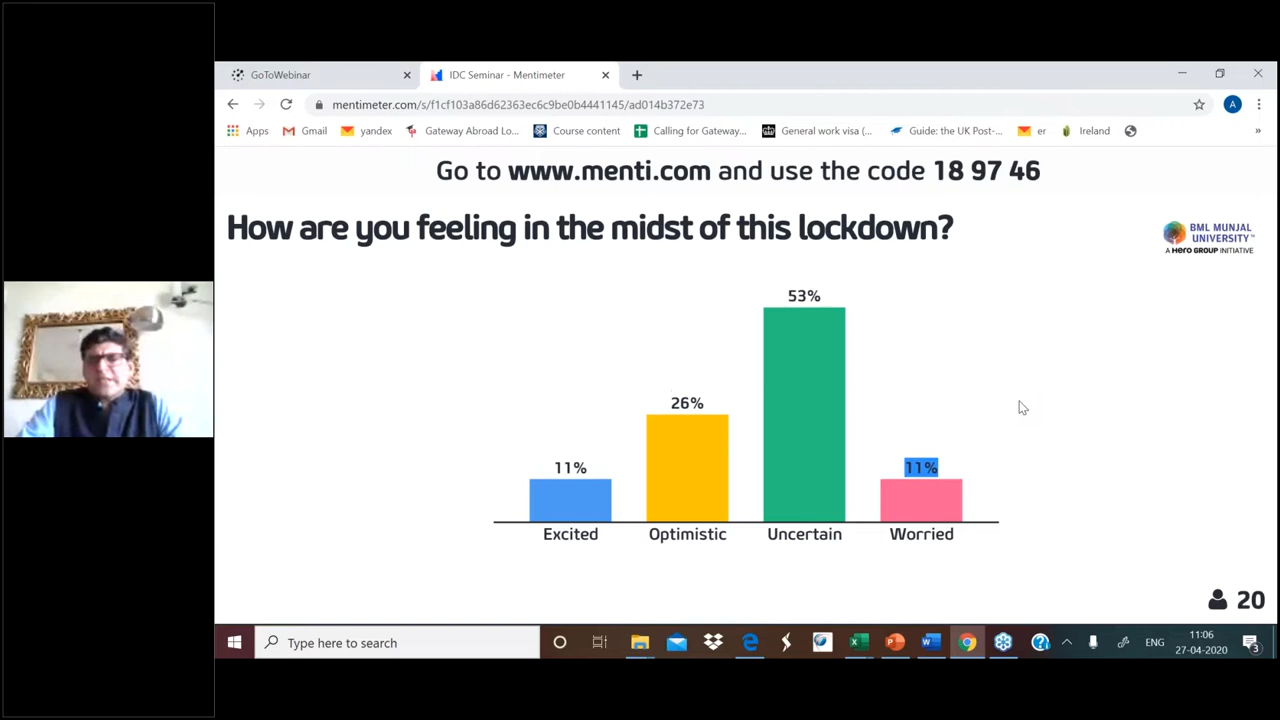 GoToWebinar
IDC Seminar - Mentimeter
mentimeter.com/s/f1cf103a86d62363ec6c9be0b4441145/ad014b372e73
A
Apps Gmail yandex Gateway Abroad Lo... Course content Calling for Gateway... General work visa (... Guide: the UK Post-... er Ireland »
Go to www.menti.com and use the code 18 97 46
How are you feeling in the midst of this lockdown?
BML MUNJAL
UNIVERSITY™
A HERO GROUP INITIATIVE
53%
26%
11%
11%
Excited Optimistic Uncertain Worried
20
Type here to search
ENG
11:06
27-04-2020
3